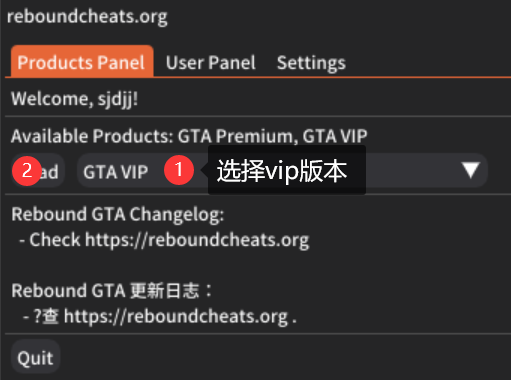 reboundcheats.org
Products Panel User Panel Settings
Welcome, sjdjj!
Available Products: GTA Premium, GTA VIP
2 ad GTA VIP 1 选择vip版本
Rebound GTA Changelog:
- Check https://reboundcheats.org
Rebound GTA 更新日志：
- ?查 https://reboundcheats.org .
Quit